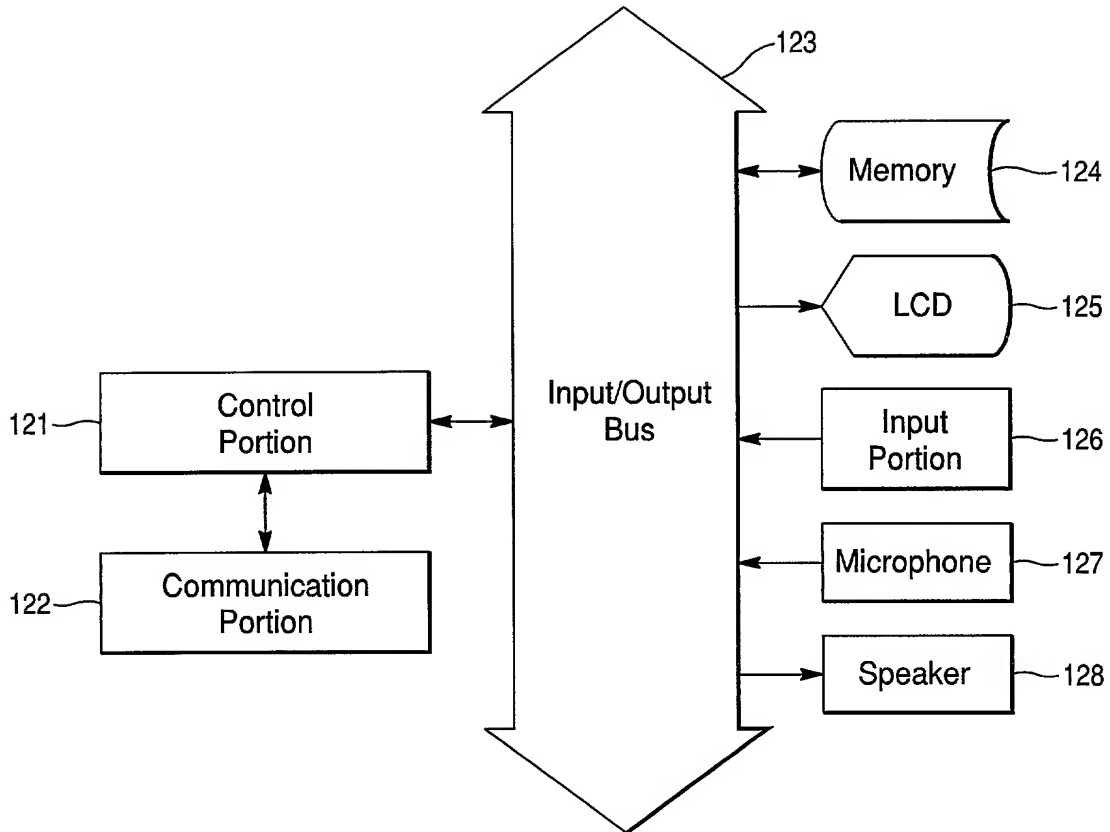 123
Memory
124
LCD
125
Input/Output
Bus
Control
Portion
121
Input
Portion
126
Communication
Portion
122
Microphone
127
Speaker
128